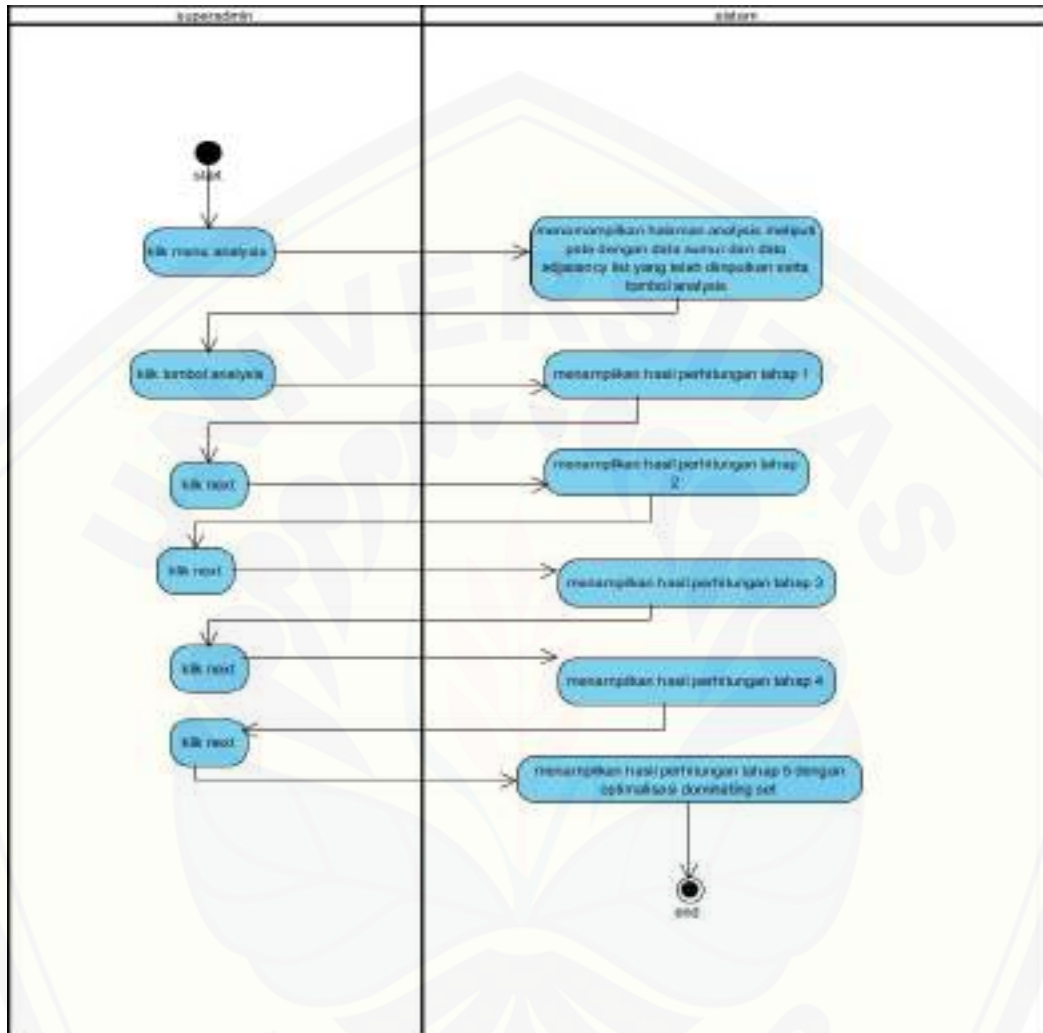 superadmin
sistem
start
klik menu analysis
menamampilkan halaman analysis meliputi
peta dengan data sumur dan data
adjacency list yang telah diinputkan serta
tombol analysis
klik tombol analysis
menampilkan hasil perhitungan tahap 1
klik next
menampilkan hasil perhitungan tahap
2
klik next
menampilkan hasil perhitungan tahap 3
klik next
menampilkan hasil perhitungan tahap 4
klik next
menampilkan hasil perhitungan tahap 5 dengan
optimalisasi dominating set
end
UNIVERSITAS